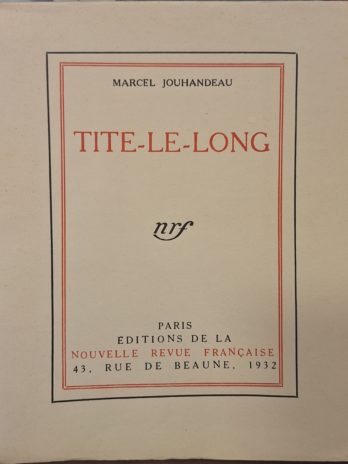 MARCEL JOUHANDEAU
TITE-LE-LONG
nrf
PARIS
ÉDITIONS DE LA
NOUVELLE REVUE FRANÇAISE
43, RUE DE BEAUNE, 1932